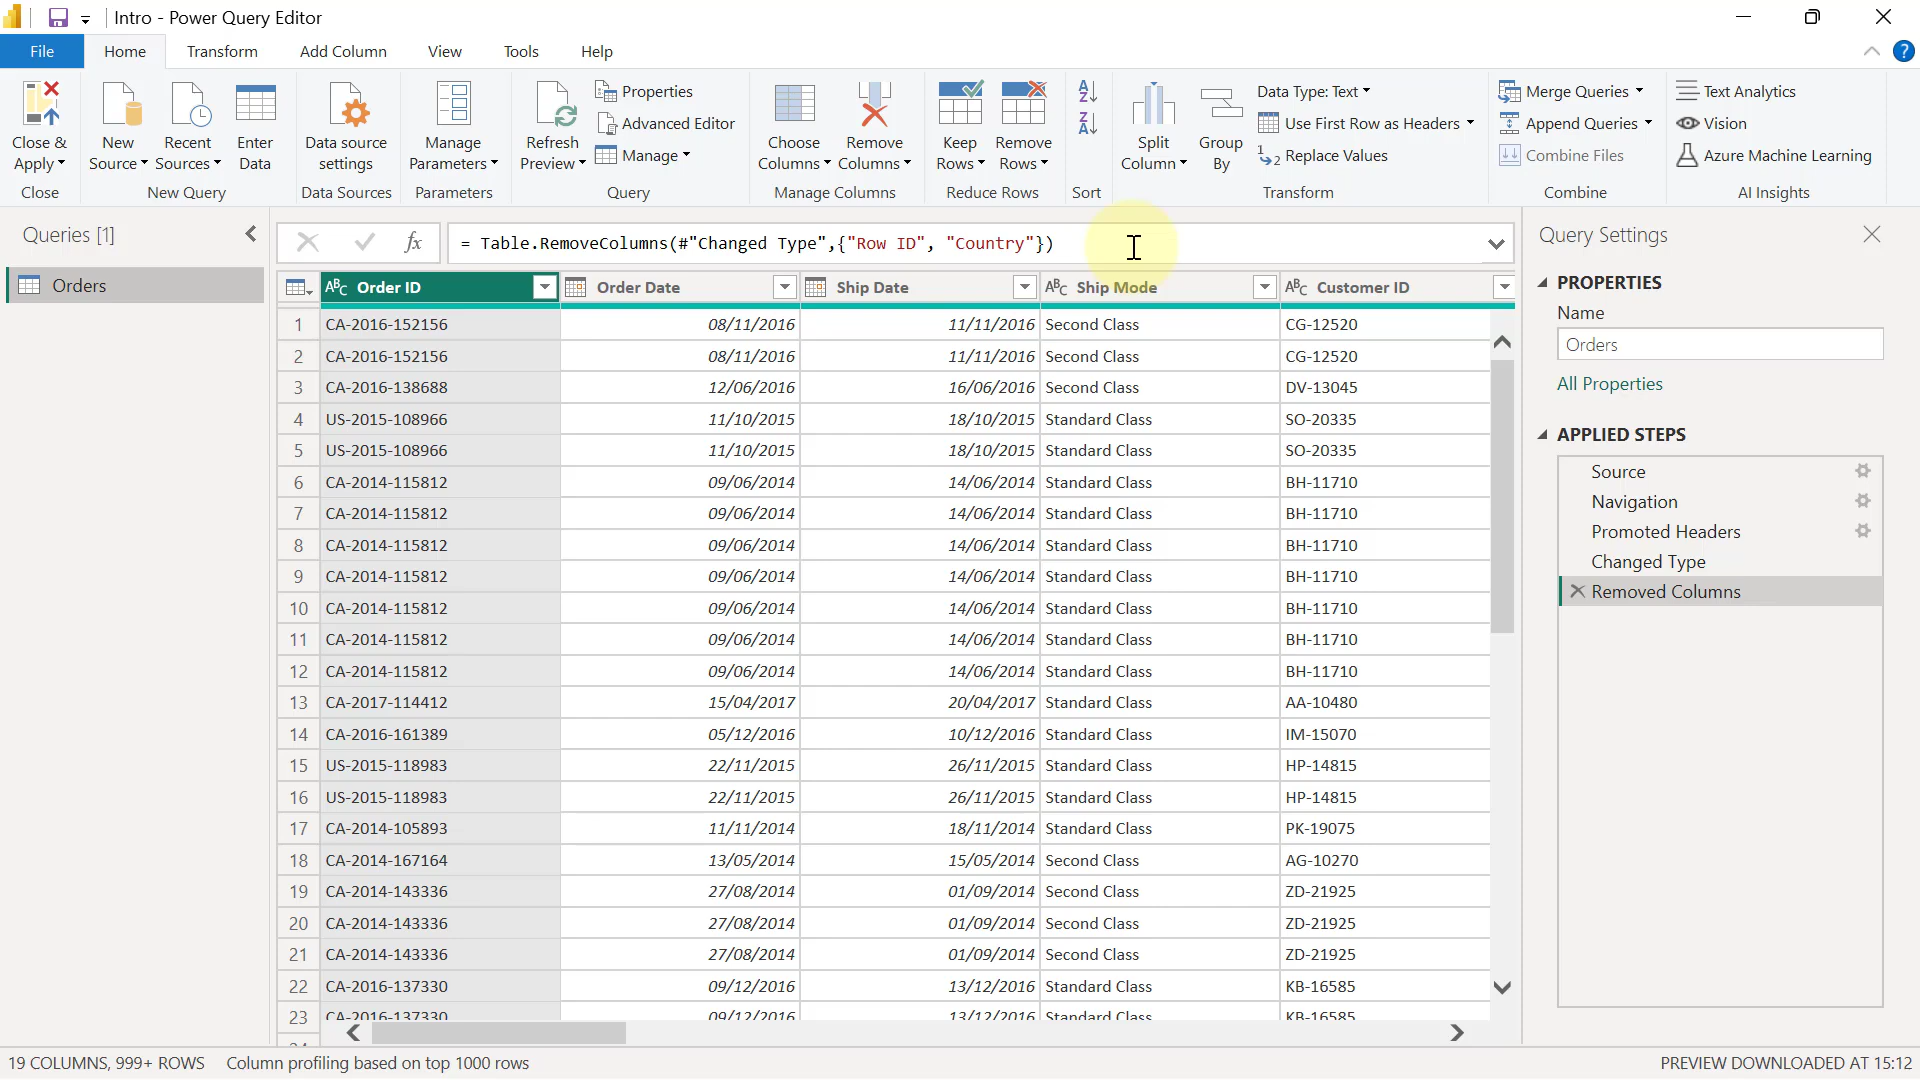 Intro - Power Query Editor
File Home Transform Add Column View Tools Help
Close & Apply
Close
New Source
Recent Sources
Enter Data
New Query
Data source settings
Data Sources
Manage Parameters
Parameters
Refresh Preview
Properties
Advanced Editor
Manage
Query
Choose Columns
Remove Columns
Manage Columns
Keep Rows
Remove Rows
Reduce Rows
Sort
Split Column
Group By
Data Type: Text
Use First Row as Headers
Replace Values
Transform
Merge Queries
Append Queries
Combine Files
Combine
Text Analytics
Vision
Azure Machine Learning
AI Insights
Queries [1]
Orders
= Table.RemoveColumns(#"Changed Type",{"Row ID", "Country"})
Order ID Order Date Ship Date Ship Mode Customer ID
1 CA-2016-152156 08/11/2016 11/11/2016 Second Class CG-12520
2 CA-2016-152156 08/11/2016 11/11/2016 Second Class CG-12520
3 CA-2016-138688 12/06/2016 16/06/2016 Second Class DV-13045
4 US-2015-108966 11/10/2015 18/10/2015 Standard Class SO-20335
5 US-2015-108966 11/10/2015 18/10/2015 Standard Class SO-20335
6 CA-2014-115812 09/06/2014 14/06/2014 Standard Class BH-11710
7 CA-2014-115812 09/06/2014 14/06/2014 Standard Class BH-11710
8 CA-2014-115812 09/06/2014 14/06/2014 Standard Class BH-11710
9 CA-2014-115812 09/06/2014 14/06/2014 Standard Class BH-11710
10 CA-2014-115812 09/06/2014 14/06/2014 Standard Class BH-11710
11 CA-2014-115812 09/06/2014 14/06/2014 Standard Class BH-11710
12 CA-2014-115812 09/06/2014 14/06/2014 Standard Class BH-11710
13 CA-2017-114412 15/04/2017 20/04/2017 Standard Class AA-10480
14 CA-2016-161389 05/12/2016 10/12/2016 Standard Class IM-15070
15 US-2015-118983 22/11/2015 26/11/2015 Standard Class HP-14815
16 US-2015-118983 22/11/2015 26/11/2015 Standard Class HP-14815
17 CA-2014-105893 11/11/2014 18/11/2014 Standard Class PK-19075
18 CA-2014-167164 13/05/2014 15/05/2014 Second Class AG-10270
19 CA-2014-143336 27/08/2014 01/09/2014 Second Class ZD-21925
20 CA-2014-143336 27/08/2014 01/09/2014 Second Class ZD-21925
21 CA-2014-143336 27/08/2014 01/09/2014 Second Class ZD-21925
22 CA-2016-137330 09/12/2016 13/12/2016 Standard Class KB-16585
23 CA-2016-137330 09/12/2016 13/12/2016 Standard Class KB-16585
Query Settings
PROPERTIES
Name
Orders
All Properties
APPLIED STEPS
Source
Navigation
Promoted Headers
Changed Type
Removed Columns
19 COLUMNS, 999+ ROWS Column profiling based on top 1000 rows
PREVIEW DOWNLOADED AT 15:12